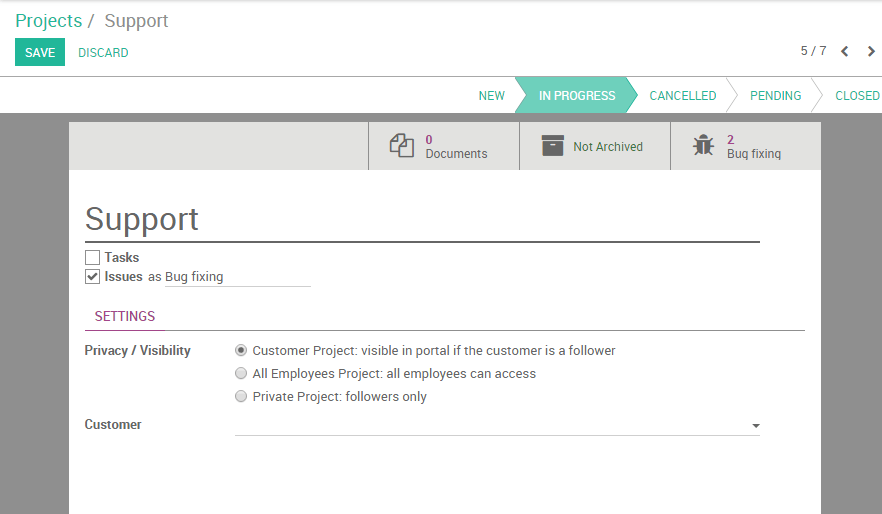 Projects / Support
SAVE DISCARD 5 / 7
NEW IN PROGRESS CANCELLED PENDING CLOSED
0
Documents
Not Archived
2
Bug fixing
Support
Tasks
Issues as Bug fixing
SETTINGS
Privacy / Visibility
Customer Project: visible in portal if the customer is a follower
All Employees Project: all employees can access
Private Project: followers only
Customer